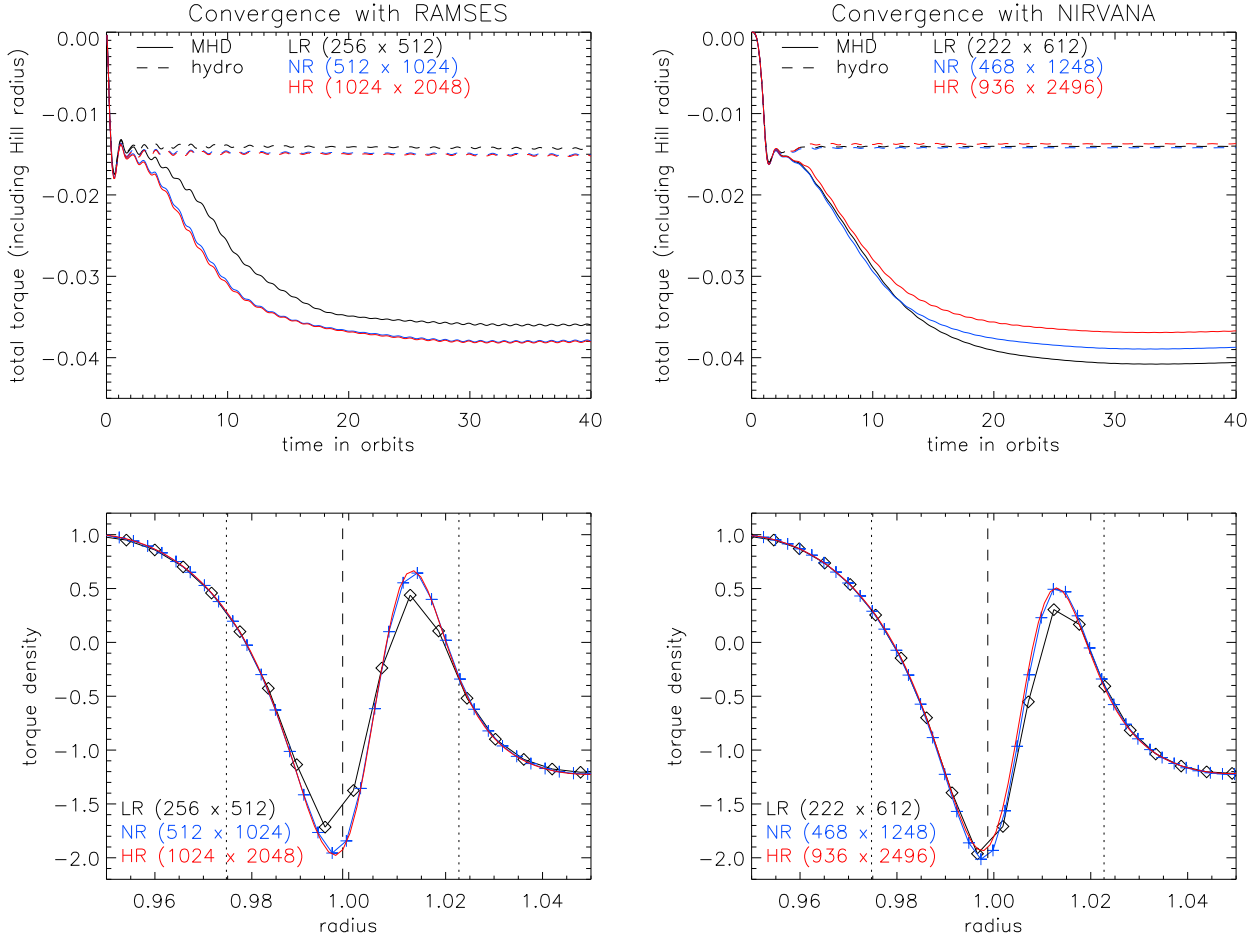 Convergence with RAMSES
0.00
-0.01
-0.02
-0.03
-0.04
total torque (including Hill radius)
MHD
hydro
LR (256 x 512)
NR (512 x 1024)
HR (1024 x 2048)
0 10 20 30 40
time in orbits
Convergence with NIRVANA
0.00
-0.01
-0.02
-0.03
-0.04
total torque (including Hill radius)
MHD
hydro
LR (222 x 612)
NR (468 x 1248)
HR (936 x 2496)
0 10 20 30 40
time in orbits
1.0
0.5
0.0
-0.5
-1.0
-1.5
-2.0
torque density
LR (256 x 512)
NR (512 x 1024)
HR (1024 x 2048)
0.96 0.98 1.00 1.02 1.04
radius
1.0
0.5
0.0
-0.5
-1.0
-1.5
-2.0
torque density
LR (222 x 612)
NR (468 x 1248)
HR (936 x 2496)
0.96 0.98 1.00 1.02 1.04
radius